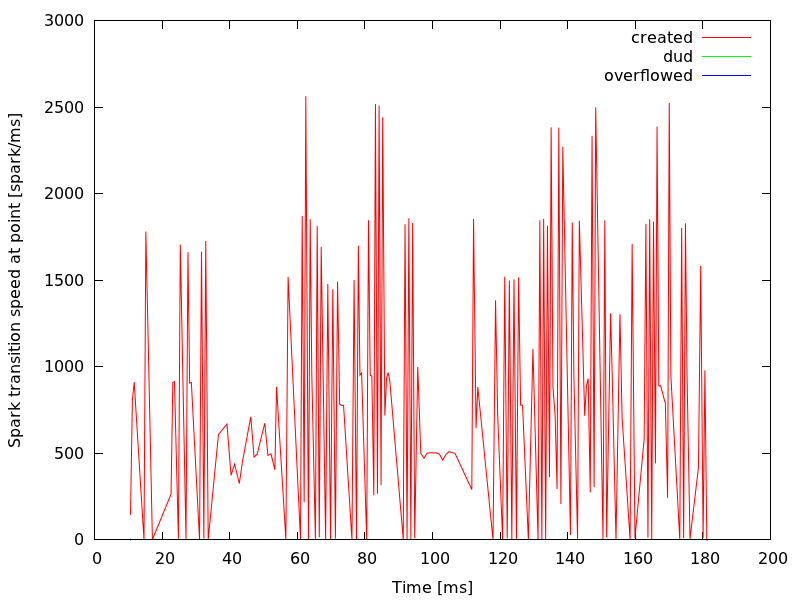 3000
2500
2000
1500
1000
500
0
Spark transition speed at point [spark/ms]
created
dud
overflowed
0 20 40 60 80 100 120 140 160 180 200
Time [ms]